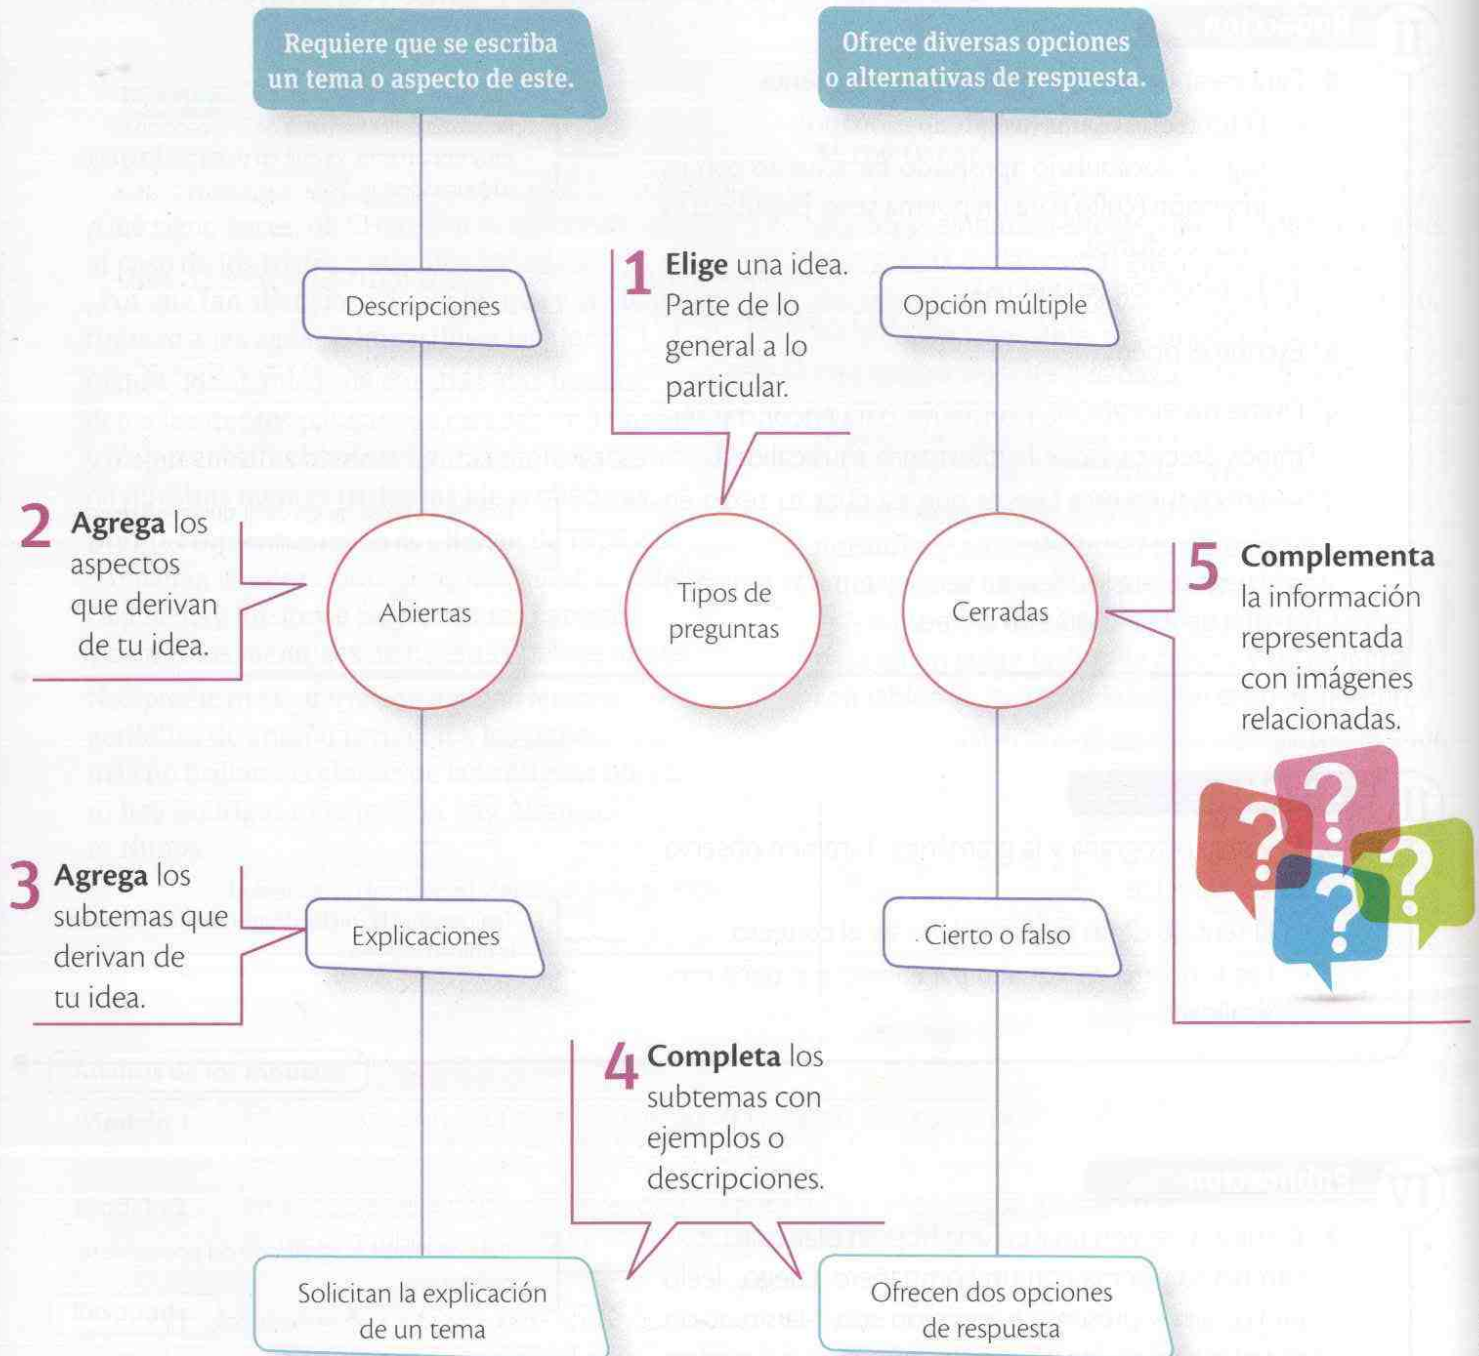 Requiere que se escriba
un tema o aspecto de este.
Ofrece diversas opciones
o alternativas de respuesta.
Descripciones
1 Elige una idea.
Parte de lo
general a lo
particular.
Opción múltiple
2 Agrega los
aspectos
que derivan
de tu idea.
Abiertas
Tipos de
preguntas
Cerradas
5 Complementa
la información
representada
con imágenes
relacionadas.
? ? ? ?
3 Agrega los
subtemas que
derivan de
tu idea.
Explicaciones
Cierto o falso
4 Completa los
subtemas con
ejemplos o
descripciones.
Solicitan la explicación
de un tema
Ofrecen dos opciones
de respuesta